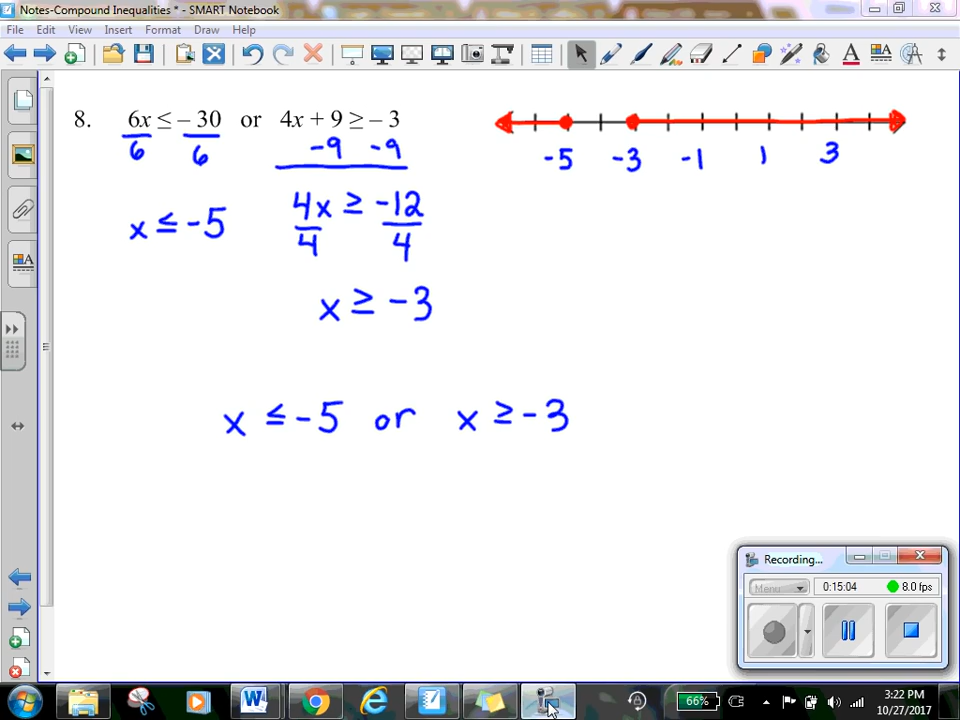 Notes-Compound Inequalities * - SMART Notebook
File Edit View Insert Format Tools Draw Help
8. 6x ≤ – 30 or 4x + 9 ≥ – 3
6 6 -9 -9
-5 -3 -1 1 3
4x ≥ -12
x ≤ -5
4 4
x ≥ -3
x ≤ -5 or x ≥ -3
Recording...
Menu 0:15:04 8.0 fps
66% 3:22 PM
10/27/2017